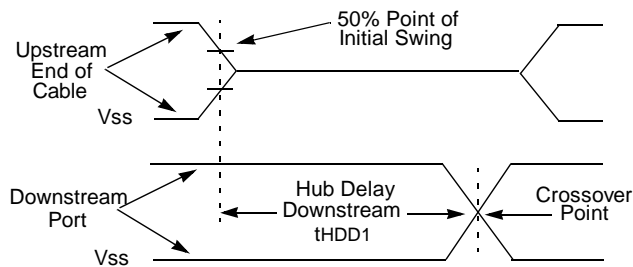 50% Point of
Initial Swing
Upstream
End of
Cable
Vss
Downstream
Port
Hub Delay
Downstream
tHDD1
Crossover
Point
Vss